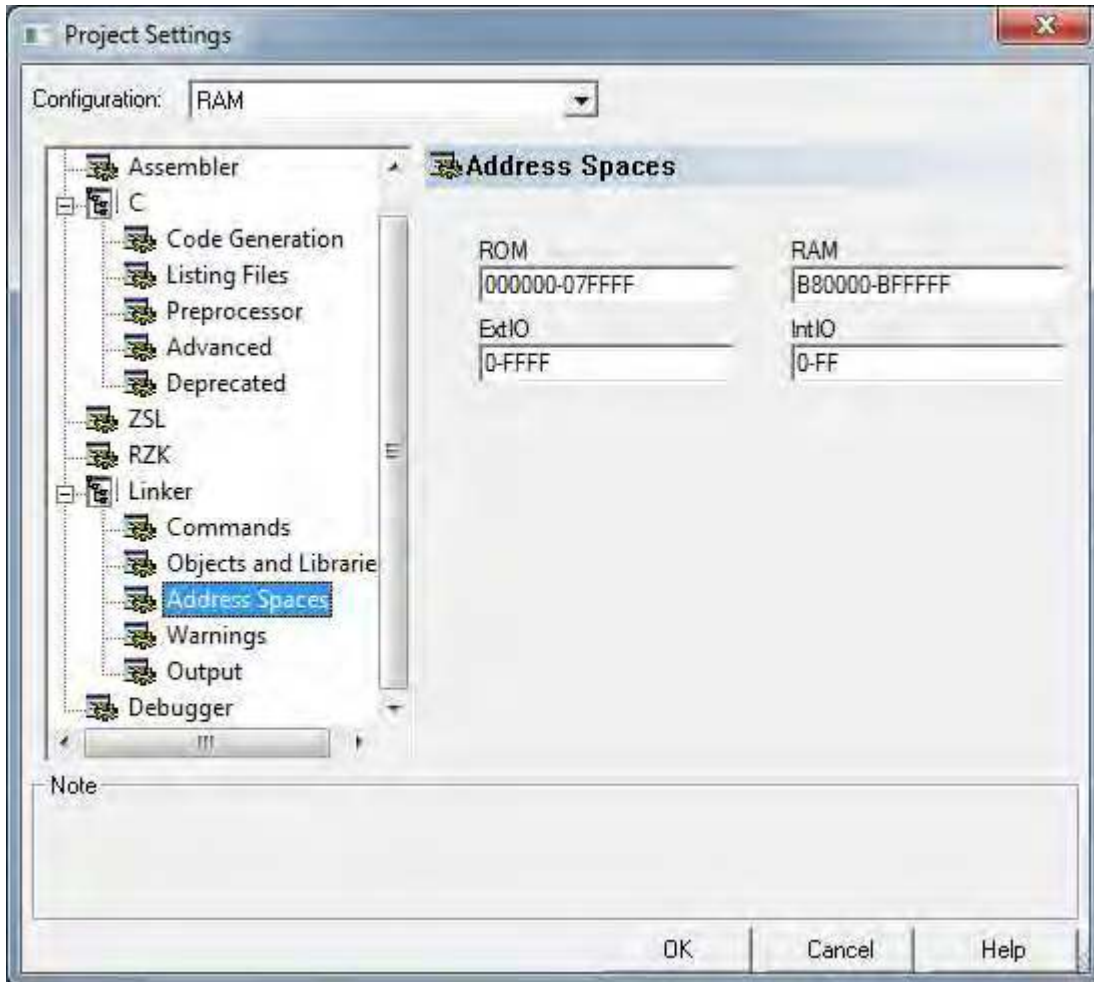 Project Settings
Configuration: RAM
Assembler
C
Code Generation
Listing Files
Preprocessor
Advanced
Deprecated
ZSL
RZK
Linker
Commands
Objects and Librarie
Address Spaces
Warnings
Output
Debugger
Address Spaces
ROM RAM
000000-07FFFF B80000-BFFFFF
ExtIO IntIO
0-FFFF 0-FF
Note
OK Cancel Help